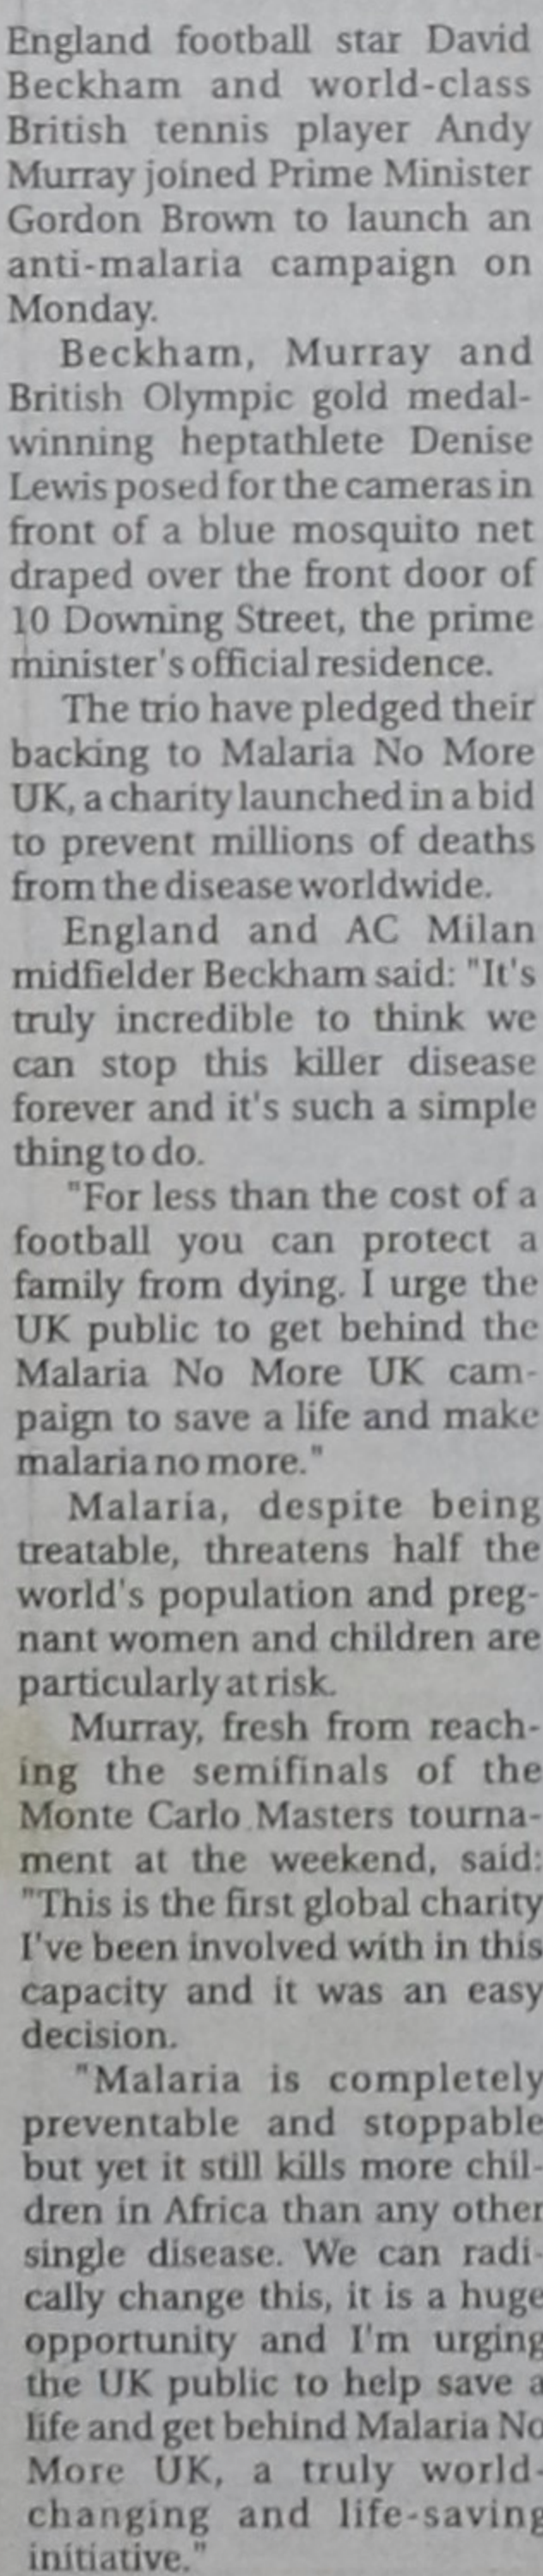 England football star David
Beckham and world-class
British tennis player Andy
Murray joined Prime Minister
Gordon Brown to launch an
anti-malaria campaign on
Monday.
Beckham, Murray and
British Olympic gold medal-
winning heptathlete Denise
Lewis posed for the cameras in
front of a blue mosquito net
draped over the front door of
10 Downing Street, the prime
minister's official residence.
The trio have pledged their
backing to Malaria No More
UK, a charity launched in a bid
to prevent millions of deaths
from the disease worldwide.
England and AC Milan
midfielder Beckham said: "It's
truly incredible to think we
can stop this killer disease
forever and it's such a simple
thing to do.
"For less than the cost of a
football you can protect a
family from dying. I urge the
UK public to get behind the
Malaria No More UK cam-
paign to save a life and make
malaria no more."
Malaria, despite being
treatable, threatens half the
world's population and preg-
nant women and children are
particularly at risk.
Murray, fresh from reach-
ing the semifinals of the
Monte Carlo Masters tourna-
ment at the weekend, said:
"This is the first global charity
I've been involved with in this
capacity and it was an easy
decision.
"Malaria is completely
preventable and stoppable
but yet it still kills more chil-
dren in Africa than any other
single disease. We can radi-
cally change this, it is a huge
opportunity and I'm urging
the UK public to help save a
life and get behind Malaria No
More UK, a truly world-
changing and life-saving
initiative."